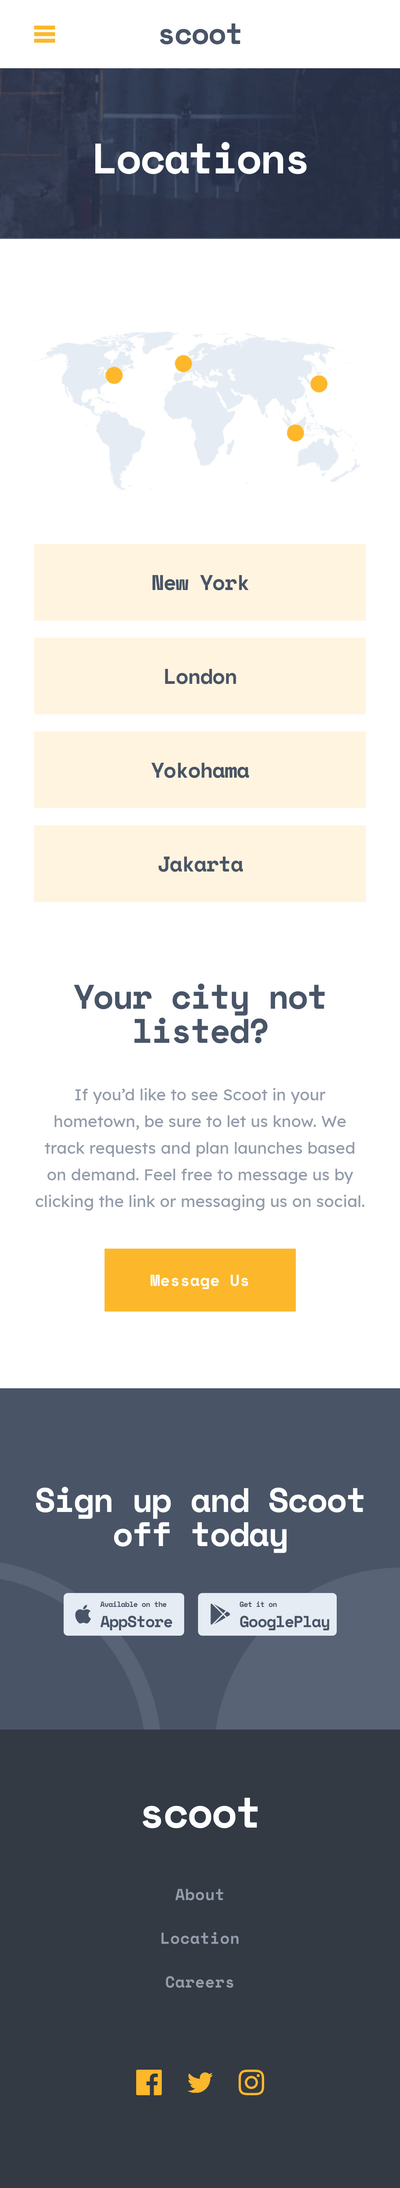 scoot
Locations
New York
London
Yokohama
Jakarta
Your city not
listed?
If you’d like to see Scoot in your
hometown, be sure to let us know. We
track requests and plan launches based
on demand. Feel free to message us by
clicking the link or messaging us on social.
Message Us
Sign up and Scoot
off today
Available on the
AppStore
Get it on
GooglePlay
scoot
About
Location
Careers